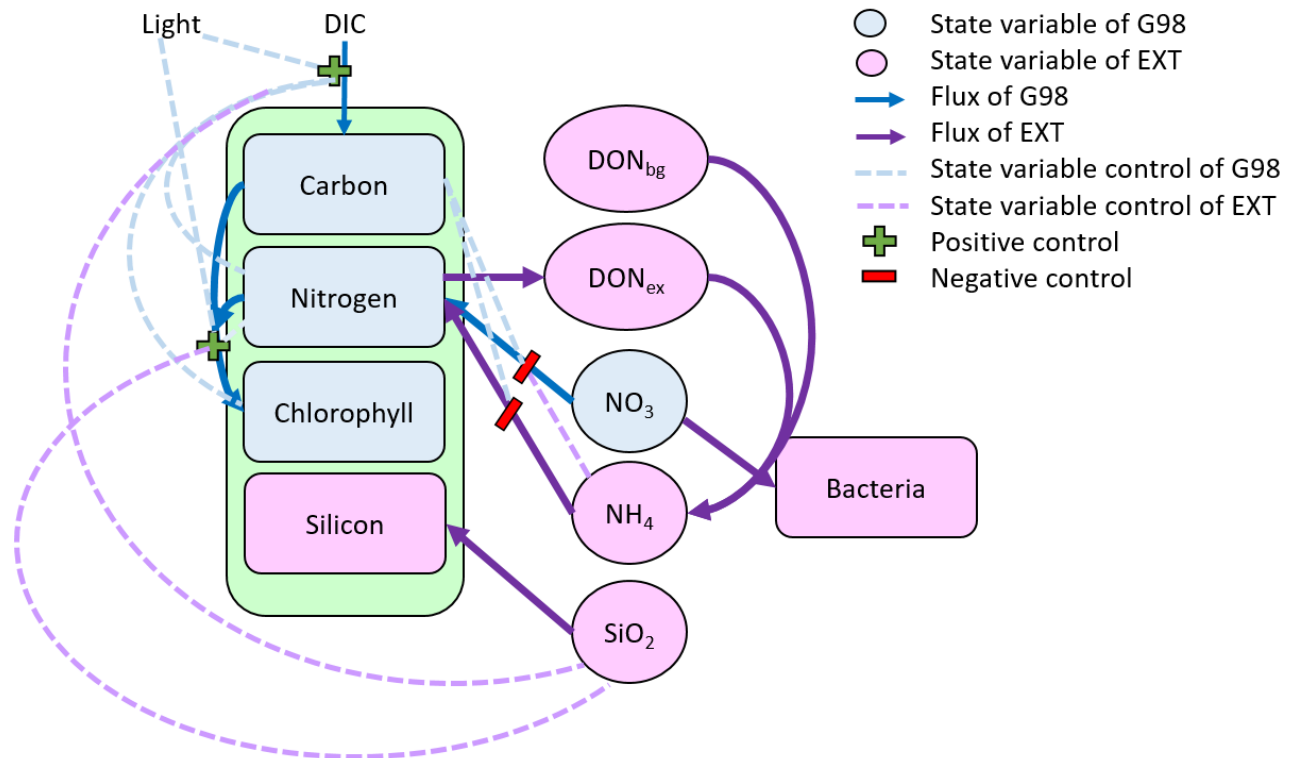 Light
DIC
Carbon
Nitrogen
Chlorophyll
Silicon
DONbg
DONex
NO3
NH4
SiO2
Bacteria
State variable of G98
State variable of EXT
Flux of G98
Flux of EXT
State variable control of G98
State variable control of EXT
Positive control
Negative control